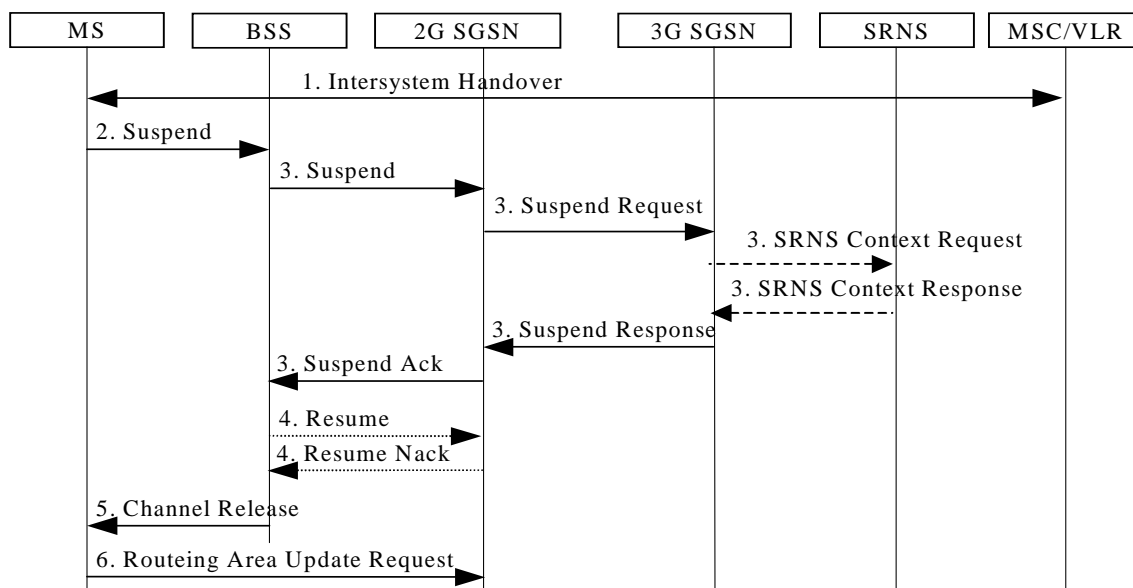 MS BSS 2G SGSN 3G SGSN SRNS MSC/VLR
1. Intersystem Handover
2. Suspend
3. Suspend
3. Suspend Request
3. SRNS Context Request
3. SRNS Context Response
3. Suspend Response
3. Suspend Ack
4. Resume
4. Resume Nack
5. Channel Release
6. Routeing Area Update Request